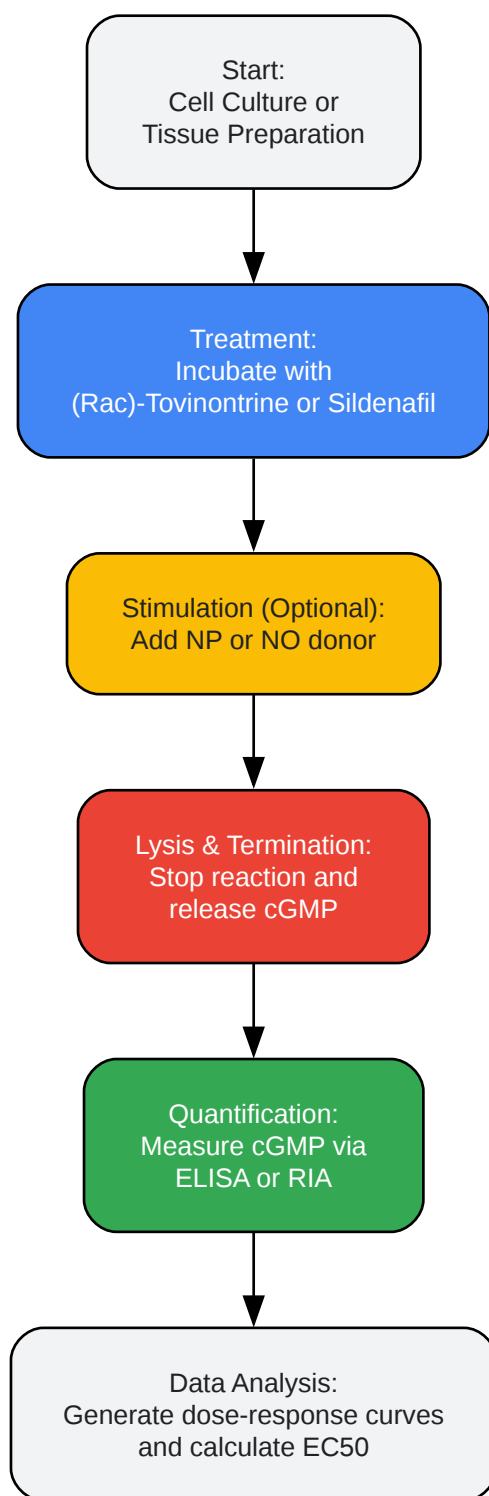 Start:
Cell Culture or
Tissue Preparation
Treatment:
Incubate with
(Rac)-Tovinontrine or Sildenafil
Stimulation (Optional):
Add NP or NO donor
Lysis & Termination:
Stop reaction and
release cGMP
Quantification:
Measure cGMP via
ELISA or RIA
Data Analysis:
Generate dose-response curves
and calculate EC50